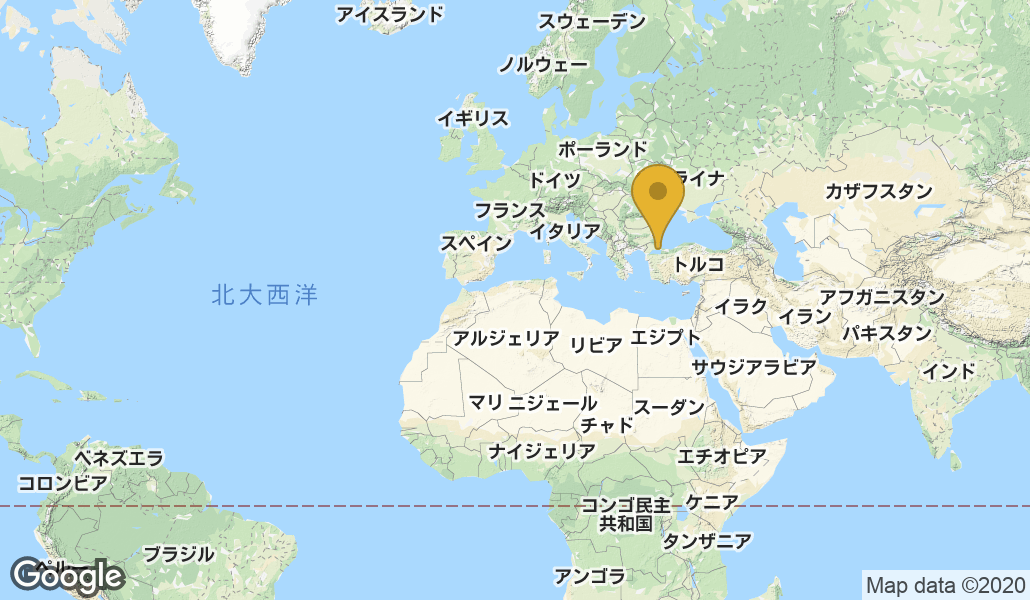 アイスランド
スウェーデン
ノルウェー
イギリス
ポーランド
ドイツ
ライナ
カザフスタン
フランス
イタリア
スペイン
トルコ
北大西洋
イラク
アフガニスタン
イラン
パキスタン
アルジェリア
リビア
エジプト
サウジアラビア
インド
マリ
ニジェール
スーダン
チャド
ナイジェリア
エチオピア
ベネズエラ
コロンビア
コンゴ民主
共和国
ケニア
タンザニア
ブラジル
ペルー
アンゴラ
Google
Map data ©2020